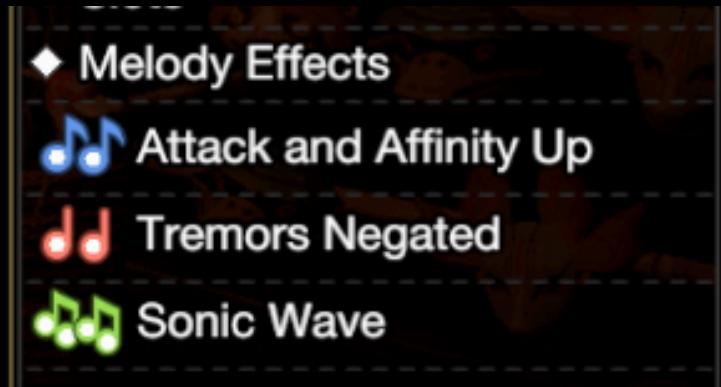 Melody Effects
Attack and Affinity Up
Tremors Negated
Sonic Wave